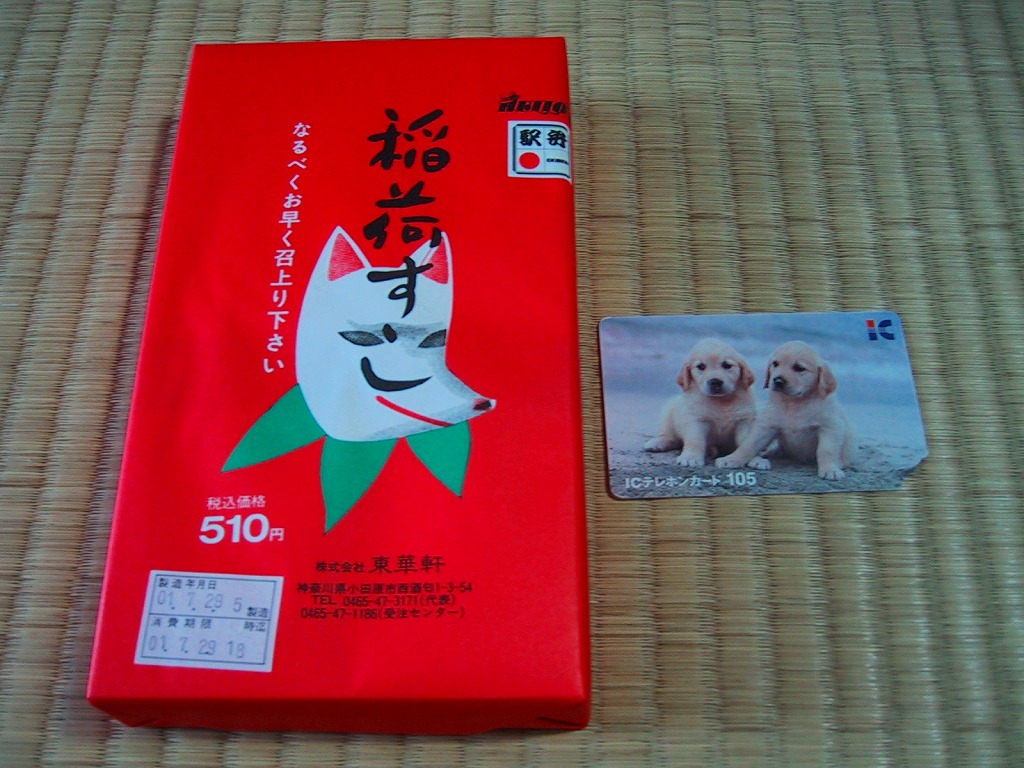 駅弁
稲荷すし
なるべくお早く召上り下さい
税込価格
510円
株式会社 東華軒
神奈川県小田原市西酒匂1-3-54
TEL 0465-47-3171(代表)
0465-47-1186(受注センター)
製造年月日
01. 7. 29 5 製造
消費期限 時迄
01. 7. 29 18
IC
ICテレホンカード 105